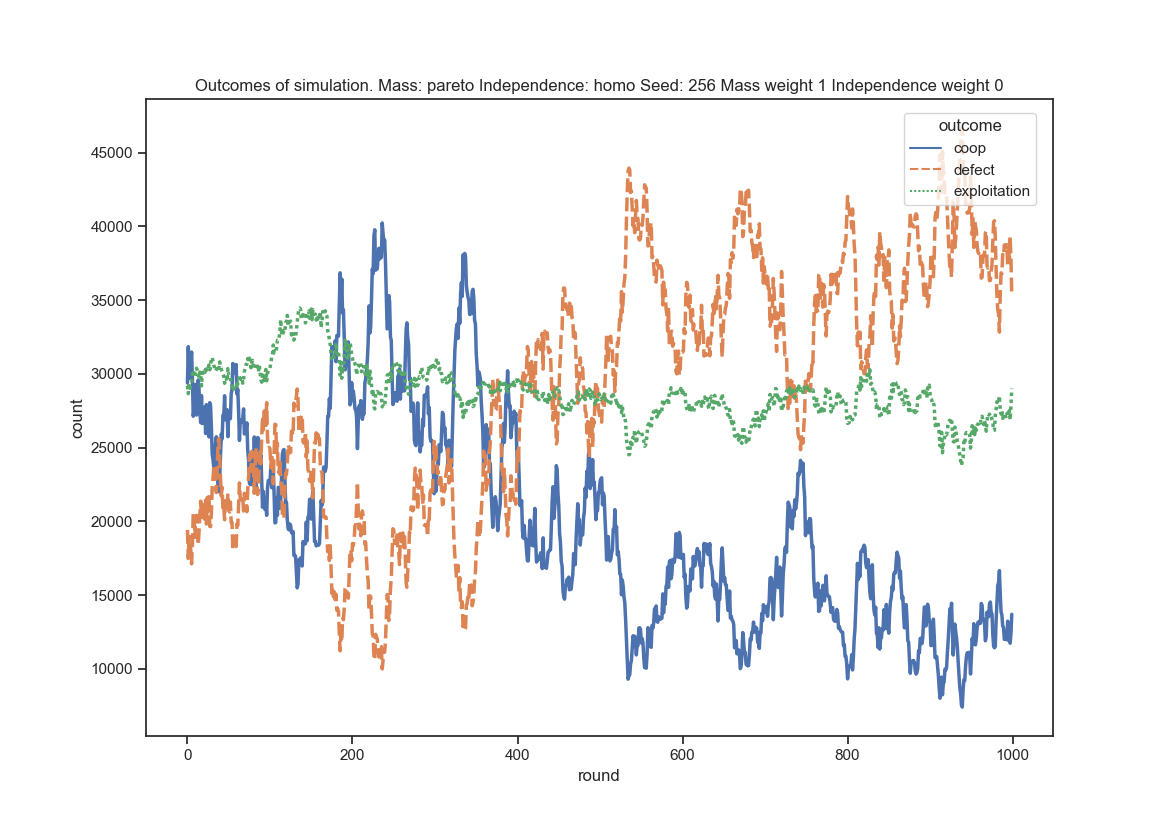 Outcomes of simulation. Mass: pareto Independence: homo Seed: 256 Mass weight 1 Independence weight 0
outcome
coop
defect
exploitation
45000
40000
35000
30000
25000
20000
15000
10000
count
0 200 400 600 800 1000
round